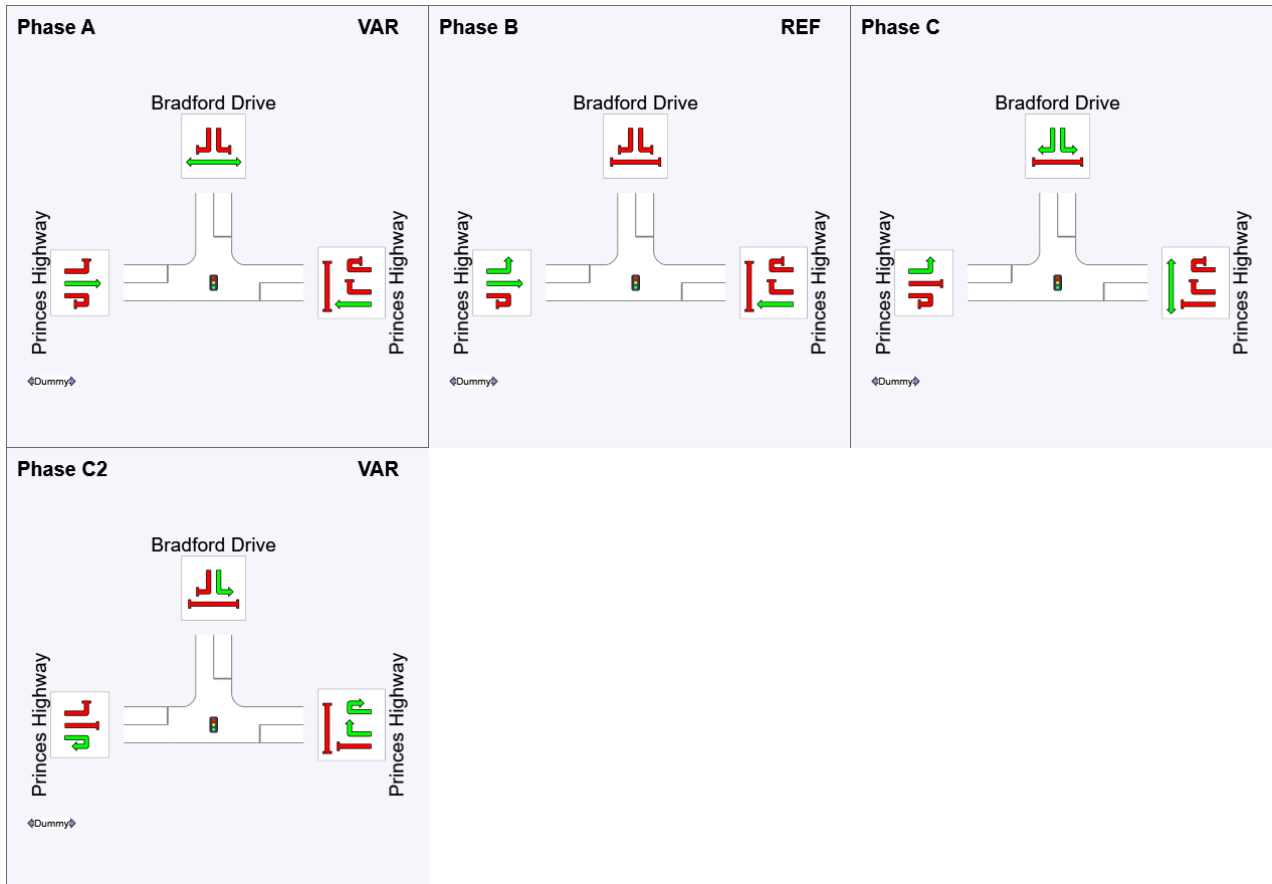 Phase A VAR
Bradford Drive
Princes Highway
Princes Highway
Dummy
Phase B REF
Bradford Drive
Princes Highway
Princes Highway
Dummy
Phase C
Bradford Drive
Princes Highway
Princes Highway
Dummy
Phase C2 VAR
Bradford Drive
Princes Highway
Princes Highway
Dummy